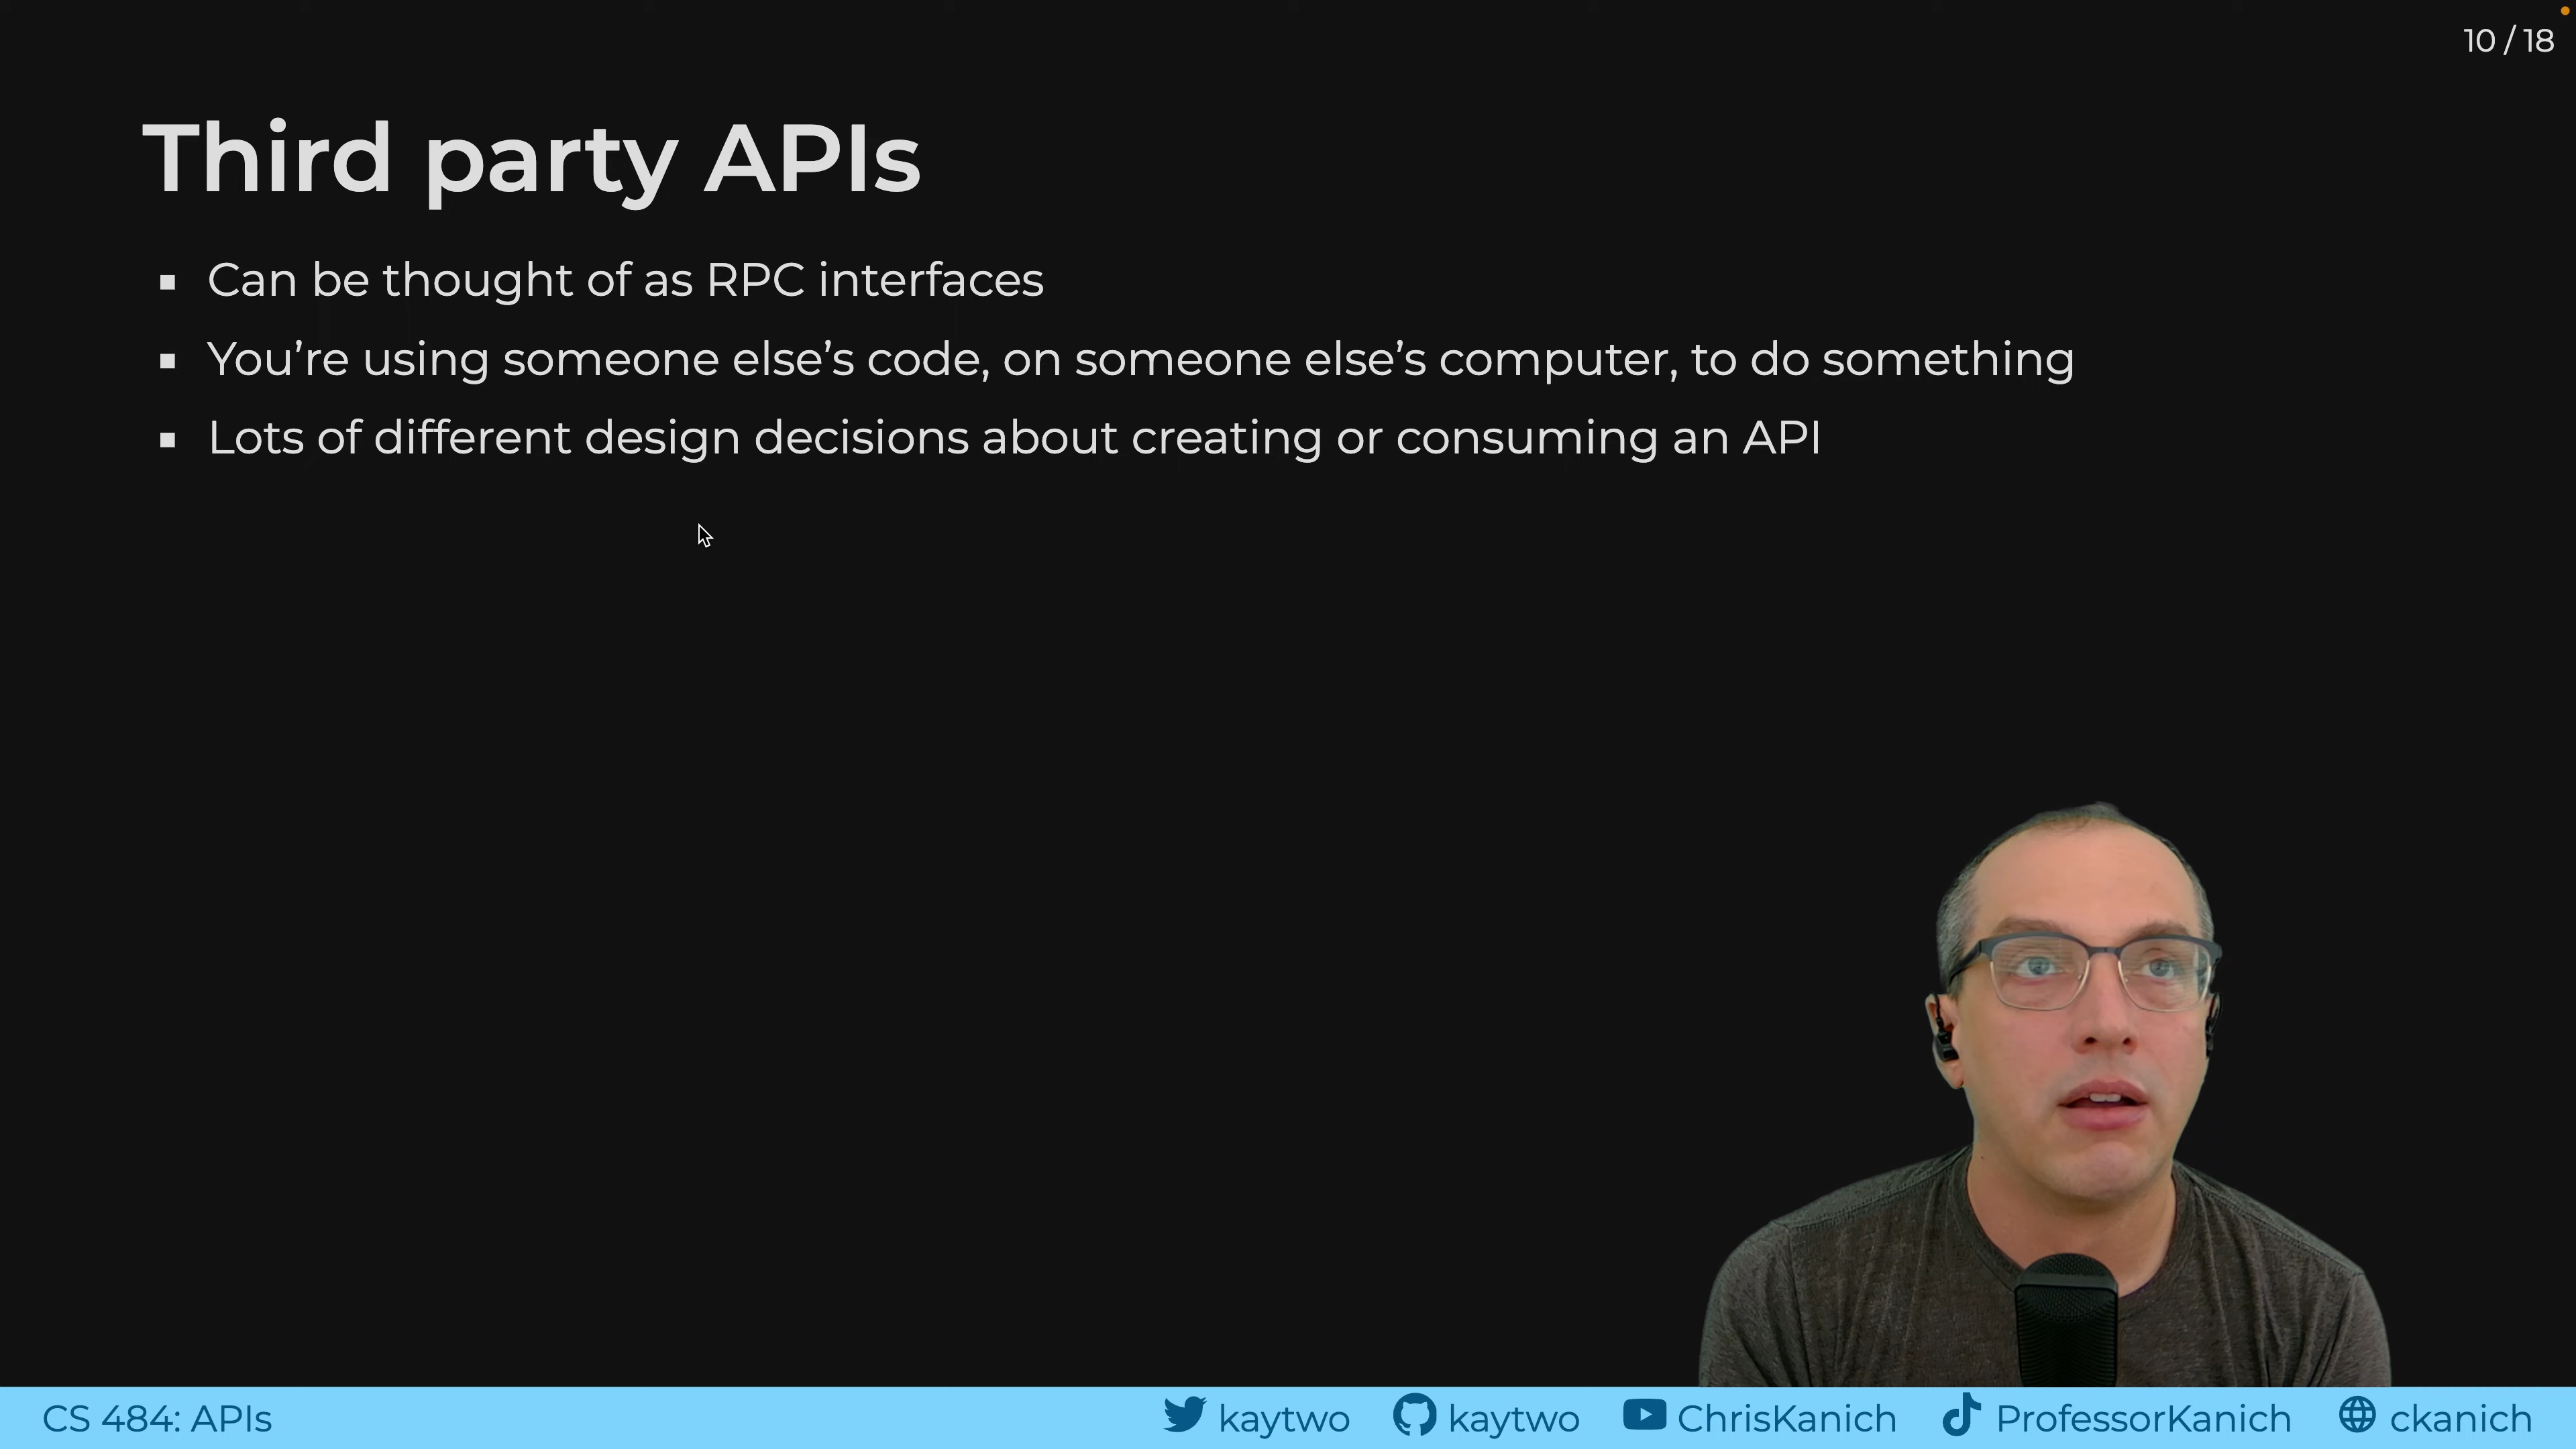 10 / 18
Third party APIs
Can be thought of as RPC interfaces
You’re using someone else’s code, on someone else’s computer, to do something
Lots of different design decisions about creating or consuming an API
CS 484: APIs kaytwo kaytwo ChrisKanich ProfessorKanich ckanich